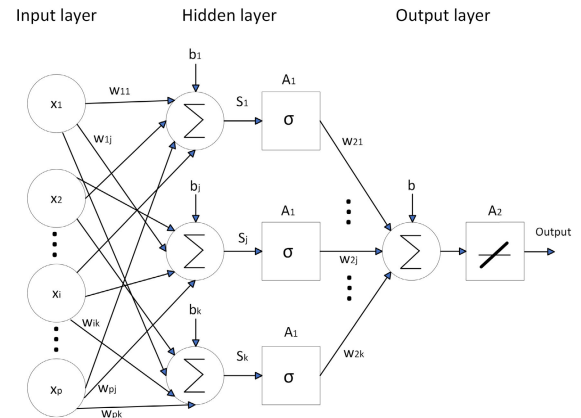 Input layer Hidden layer Output layer
b1
A1
x1
w11
S1
σ
∑
w1j
w21
x2
bj
A1
b
A2
Sj
σ
∑
w2j
∑
Output
xi
wik
bk
A1
Sk
σ
∑
w2k
xp
wpj
wpk